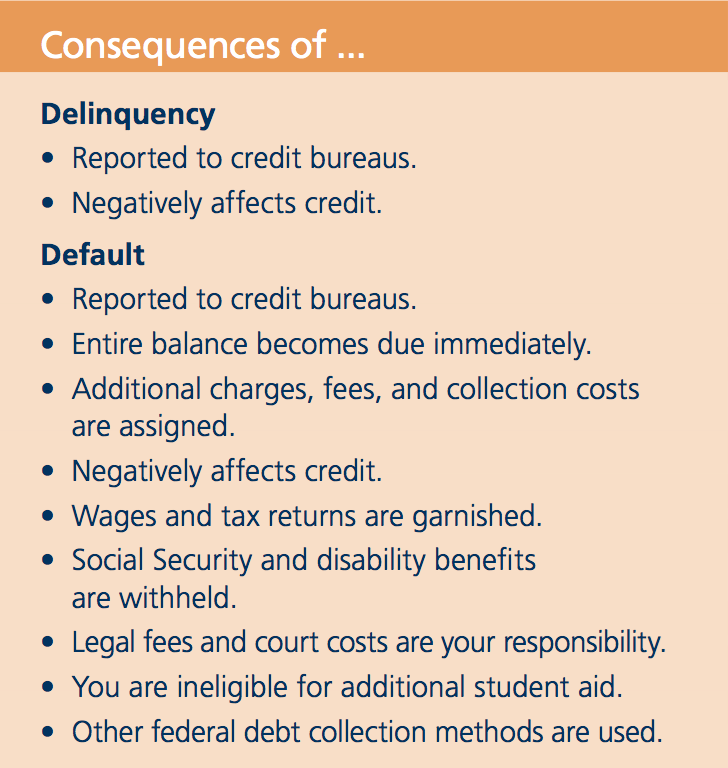 Consequences of ...
Delinquency
• Reported to credit bureaus.
• Negatively affects credit.
Default
• Reported to credit bureaus.
• Entire balance becomes due immediately.
• Additional charges, fees, and collection costs
are assigned.
• Negatively affects credit.
• Wages and tax returns are garnished.
• Social Security and disability benefits
are withheld.
• Legal fees and court costs are your responsibility.
• You are ineligible for additional student aid.
• Other federal debt collection methods are used.